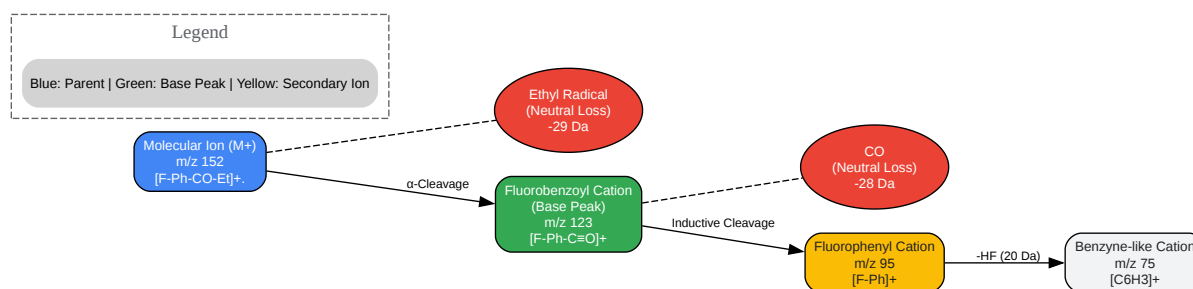 Legend
Blue: Parent | Green: Base Peak | Yellow: Secondary Ion
Ethyl Radical
(Neutral Loss)
-29 Da
Molecular Ion (M+)
m/z 152
[F-Ph-CO-Et]+.
α-Cleavage
CO
(Neutral Loss)
-28 Da
Fluorobenzoyl Cation
(Base Peak)
m/z 123
[F-Ph-C≡O]+
Inductive Cleavage
Fluorophenyl Cation
m/z 95
[F-Ph]+
-HF (20 Da)
Benzyne-like Cation
m/z 75
[C6H3]+